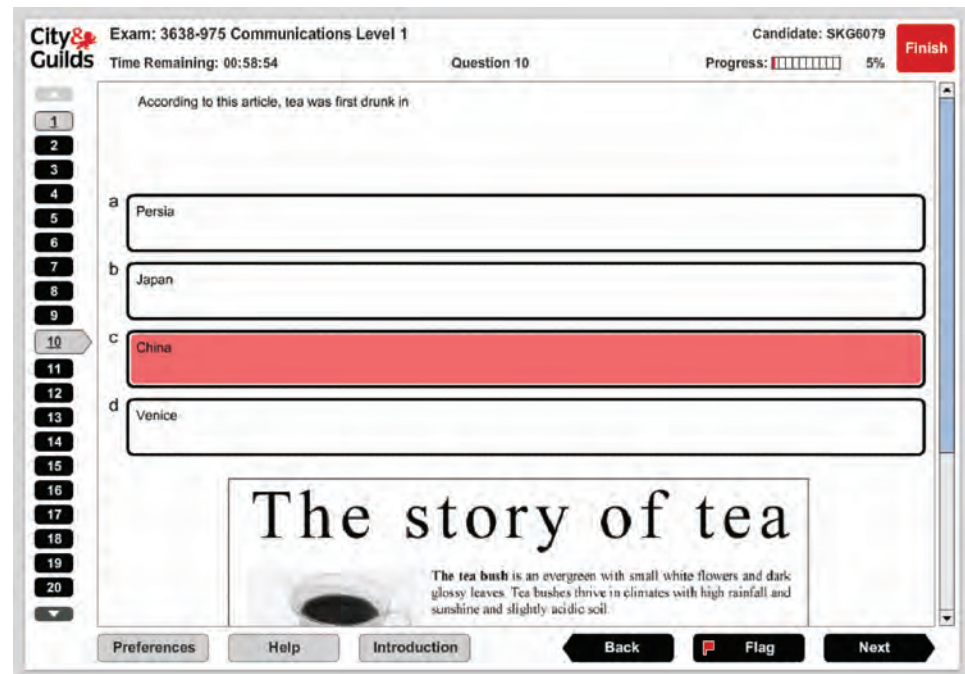 City&
Guilds
Exam: 3638-975 Communications Level 1
Candidate: SKG6079
Finish
Time Remaining: 00:58:54
Question 10
Progress:
5%
According to this article, tea was first drunk in
1
2
3
4
5
6
7
8
9
10
11
12
13
14
15
16
17
18
19
20
a
Persia
b
Japan
c
China
d
Venice
The story of tea
The tea bush is an evergreen with small white flowers and dark
glossy leaves. Tea bushes thrive in climates with high rainfall and
sunshine and slightly acidic soil.
Preferences
Help
Introduction
Back
Flag
Next